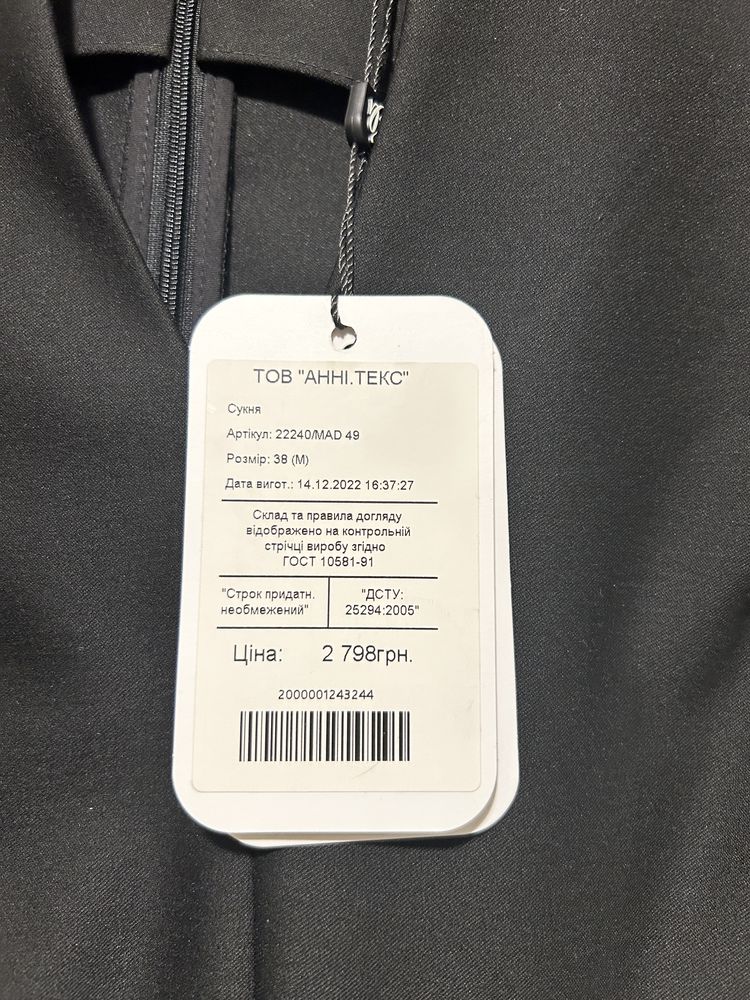 ТОВ "АННІ.ТЕКС"
Сукня
Артікул: 22240/MAD 49
Розмір: 38 (M)
Дата вигот.: 14.12.2022 16:37:27
Склад та правила догляду
відображено на контрольній
стрічці виробу згідно
ГОСТ 10581-91
"Строк придатн.
необмежений"
"ДСТУ:
25294:2005"
Ціна: 2 798грн.
2000001243244